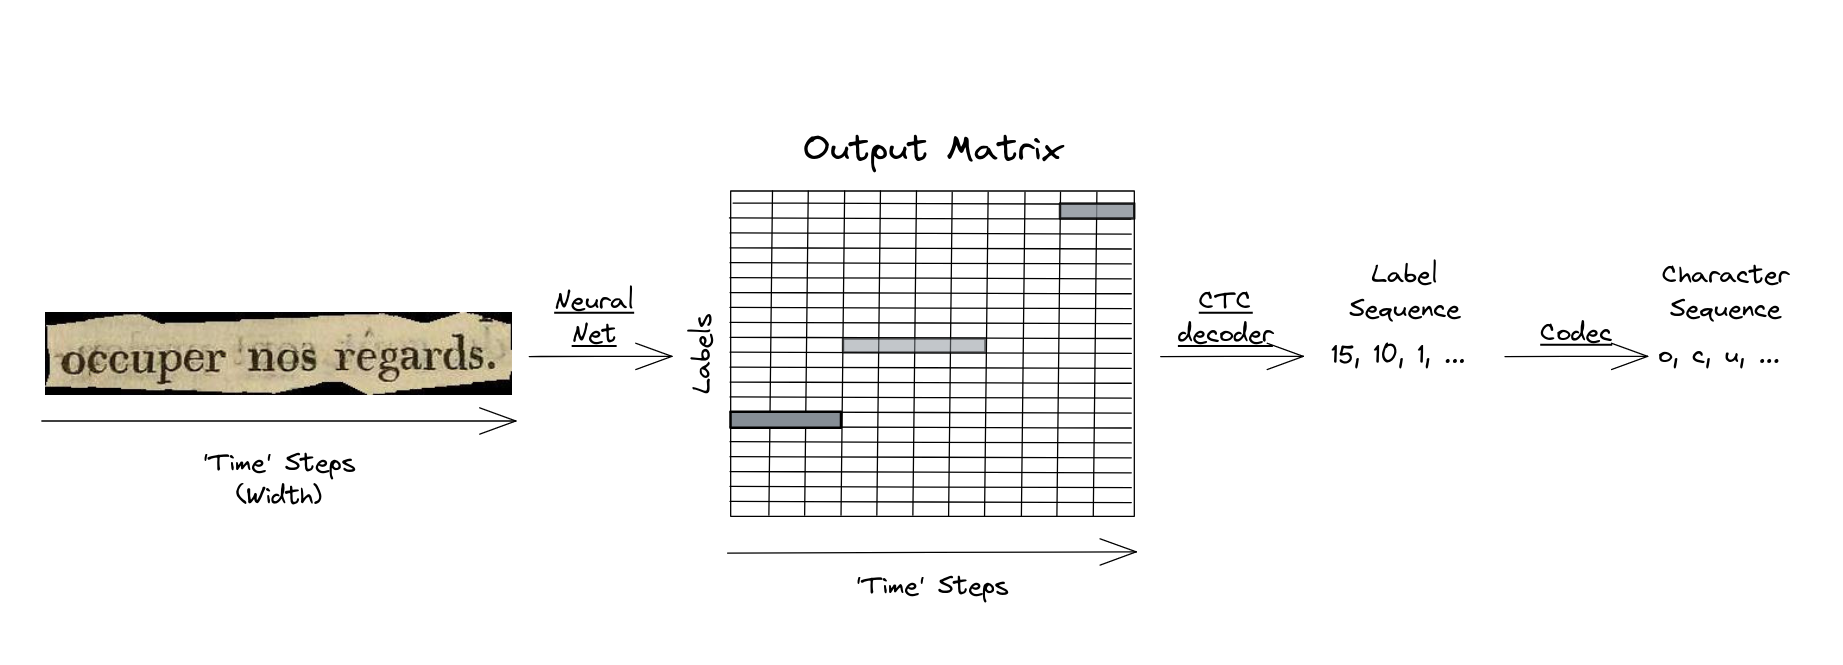 Output Matrix
occuper nos regards.
'Time' Steps
(Width)
Neural
Net
Labels
'Time' Steps
CTC
decoder
Label
Sequence
15, 10, 1, ...
Codec
Character
Sequence
o, c, u, ...